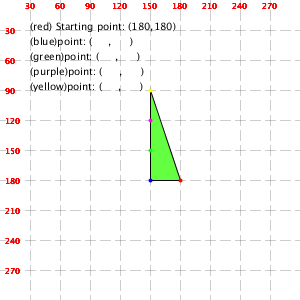 30 60 90 120 150 180 210 240 270
30 (red) Starting point: (180,180)
(blue)point: ( , )
60 (green)point: ( , )
(purple)point: ( , )
90 (yellow)point: ( , )
120
150
180
210
240
270